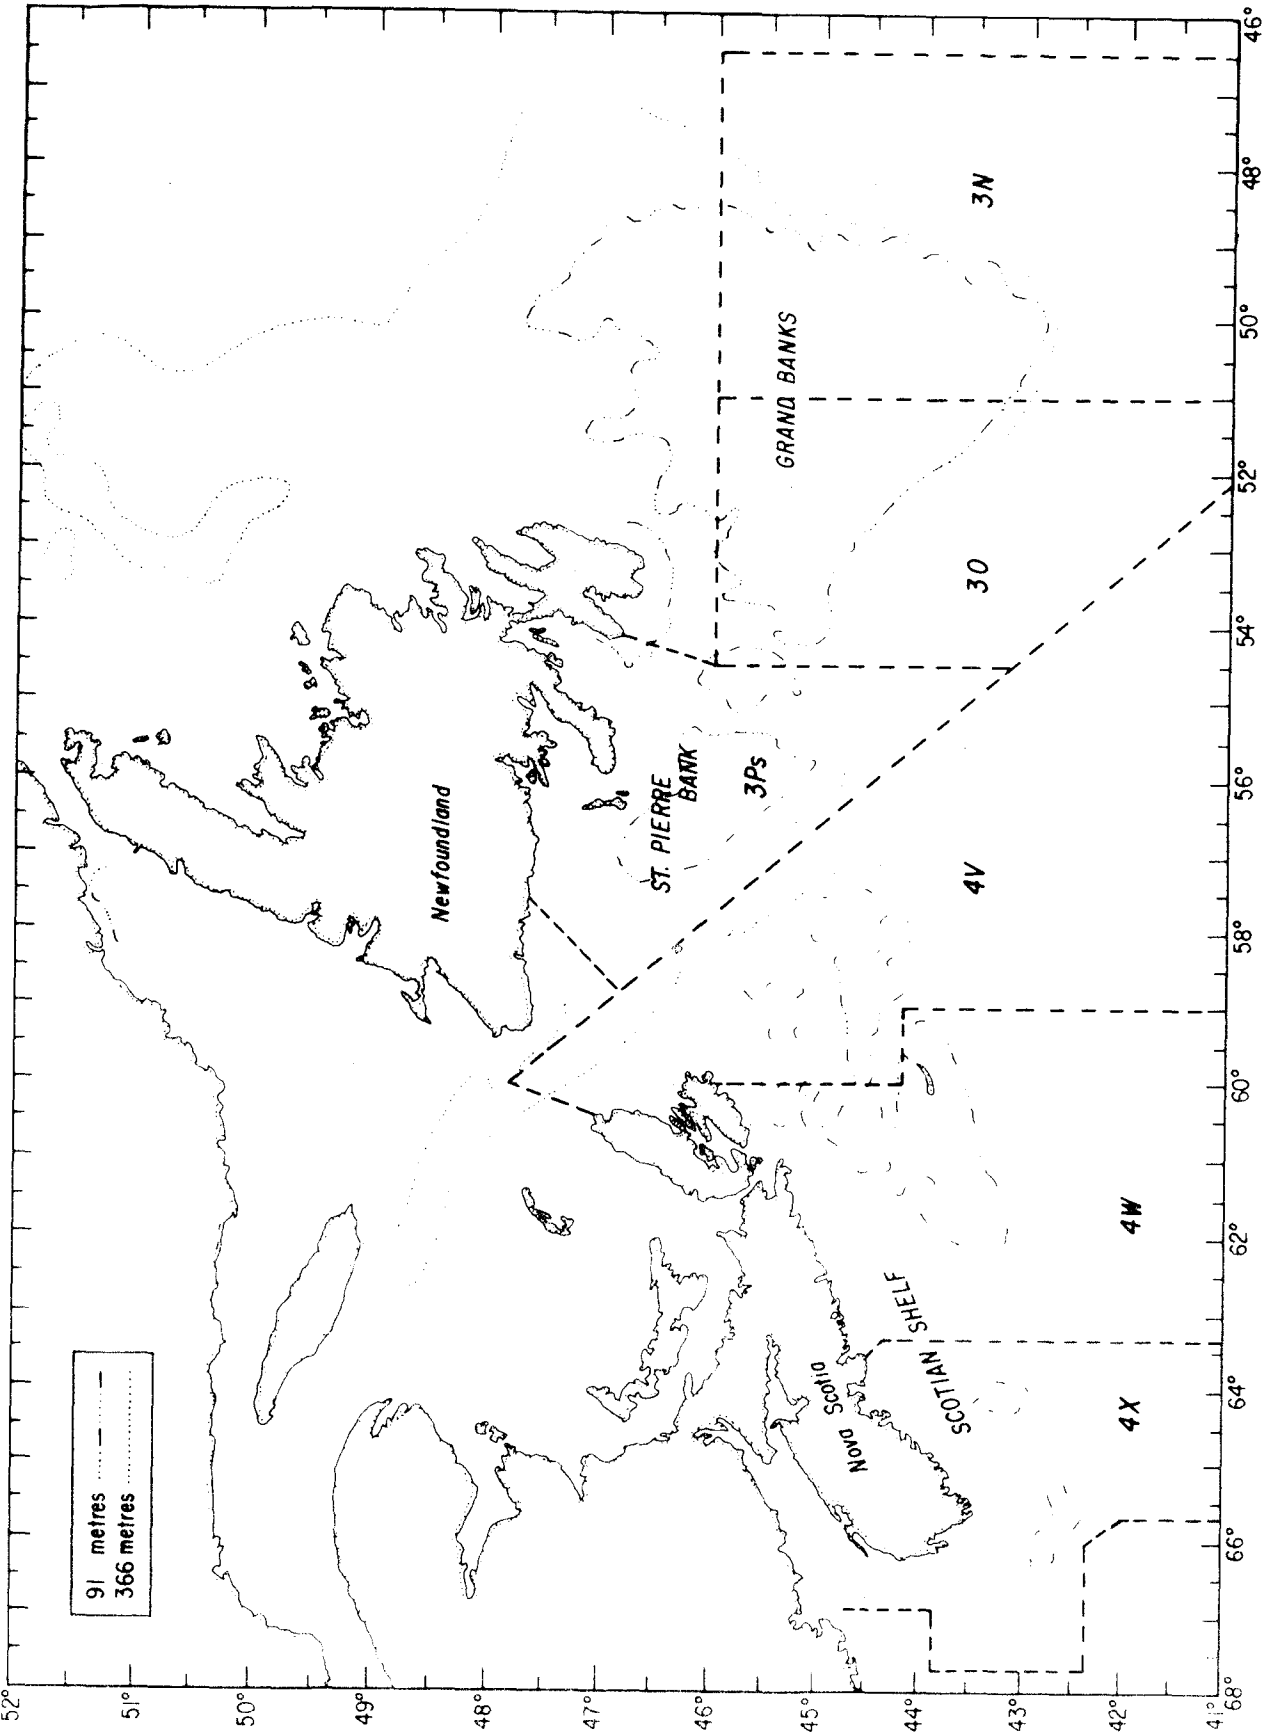 91 metres
366 metres
Newfoundland
ST. PIERRE
BANK
3Ps
GRAND BANKS
3N
3O
4V
4W
4X
Nova Scotia
SCOTIAN SHELF
52°
51°
50°
49°
48°
47°
46°
45°
44°
43°
42°
41°
68°
66°
64°
62°
60°
58°
56°
54°
52°
50°
48°
46°